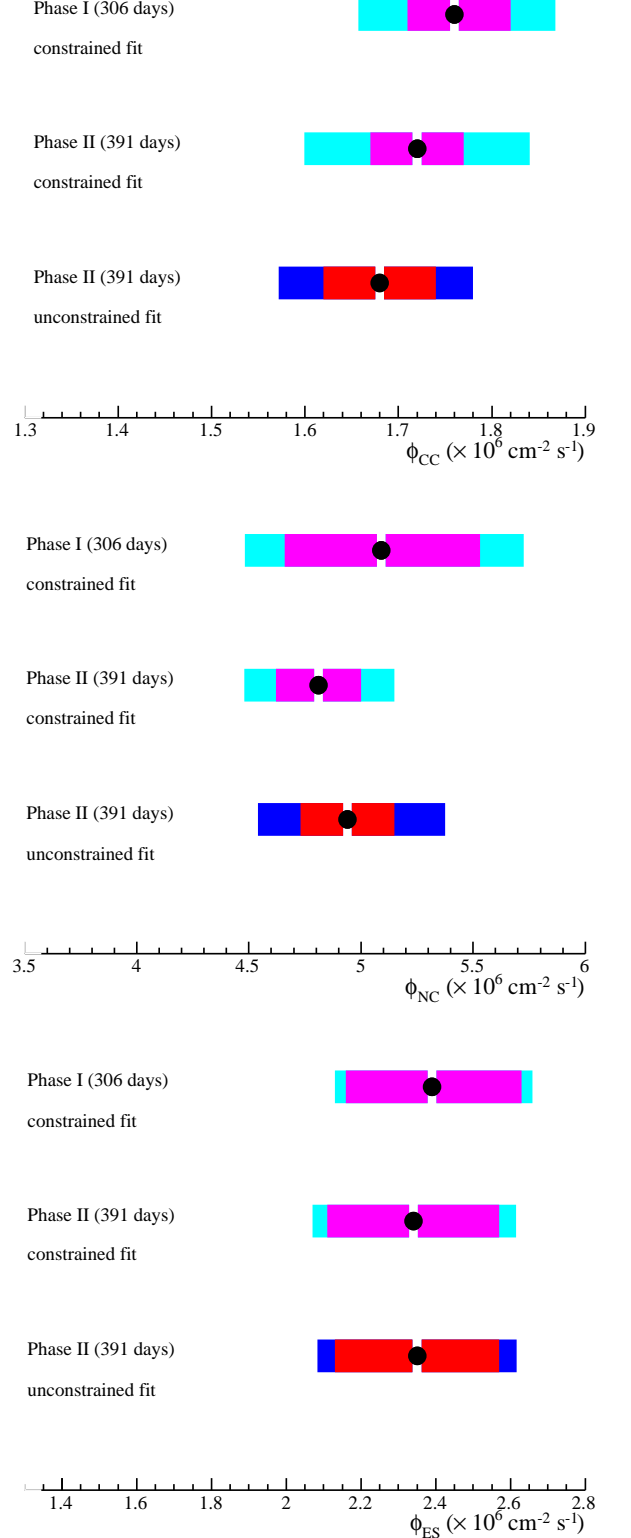 Phase I (306 days)
constrained fit
Phase II (391 days)
constrained fit
Phase II (391 days)
unconstrained fit
1.3 1.4 1.5 1.6 1.7 1.8 1.9
ϕCC (× 10⁶ cm⁻² s⁻¹)
Phase I (306 days)
constrained fit
Phase II (391 days)
constrained fit
Phase II (391 days)
unconstrained fit
3.5 4 4.5 5 5.5 6
ϕNC (× 10⁶ cm⁻² s⁻¹)
Phase I (306 days)
constrained fit
Phase II (391 days)
constrained fit
Phase II (391 days)
unconstrained fit
1.4 1.6 1.8 2 2.2 2.4 2.6 2.8
ϕES (× 10⁶ cm⁻² s⁻¹)